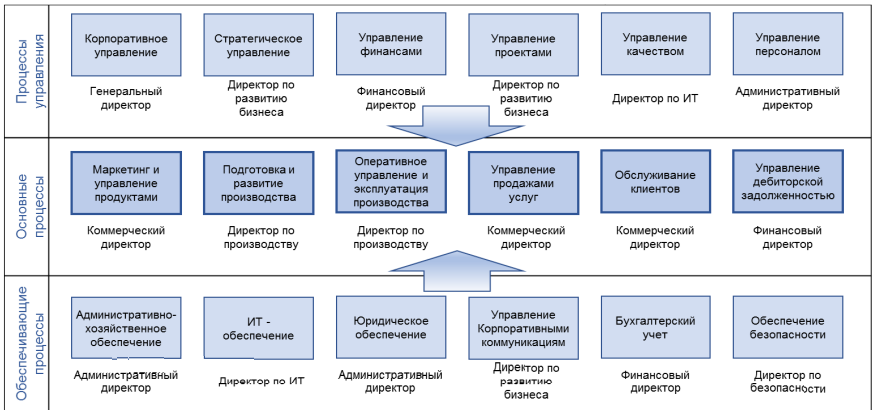 Процессы
управления
Корпоративное
управление
Стратегическое
управление
Управление
финансами
Управление
проектами
Управление
качеством
Управление
персоналом
Генеральный
директор
Директор по
развитию
бизнеса
Финансовый
директор
Директор по
развитию
бизнеса
Директор по ИТ
Административный
директор
Основные
процессы
Маркетинг и
управление
продуктами
Подготовка и
развитие
производства
Оперативное
управление и
эксплуатация
производства
Управление
продажами
услуг
Обслуживание
клиентов
Управление
дебиторской
задолженностью
Коммерческий
директор
Директор по
производству
Директор по
производству
Коммерческий
директор
Коммерческий
директор
Финансовый
директор
Обеспечивающие
процессы
Административно-
хозяйственное
обеспечение
ИТ -
обеспечение
Юридическое
обеспечение
Управление
Корпоративными
коммуникациям
Бухгалтерский
учет
Обеспечение
безопасности
Административный
директор
Директор по ИТ
Административный
директор
Директор по
развитию
бизнеса
Финансовый
директор
Директор по
безопасности